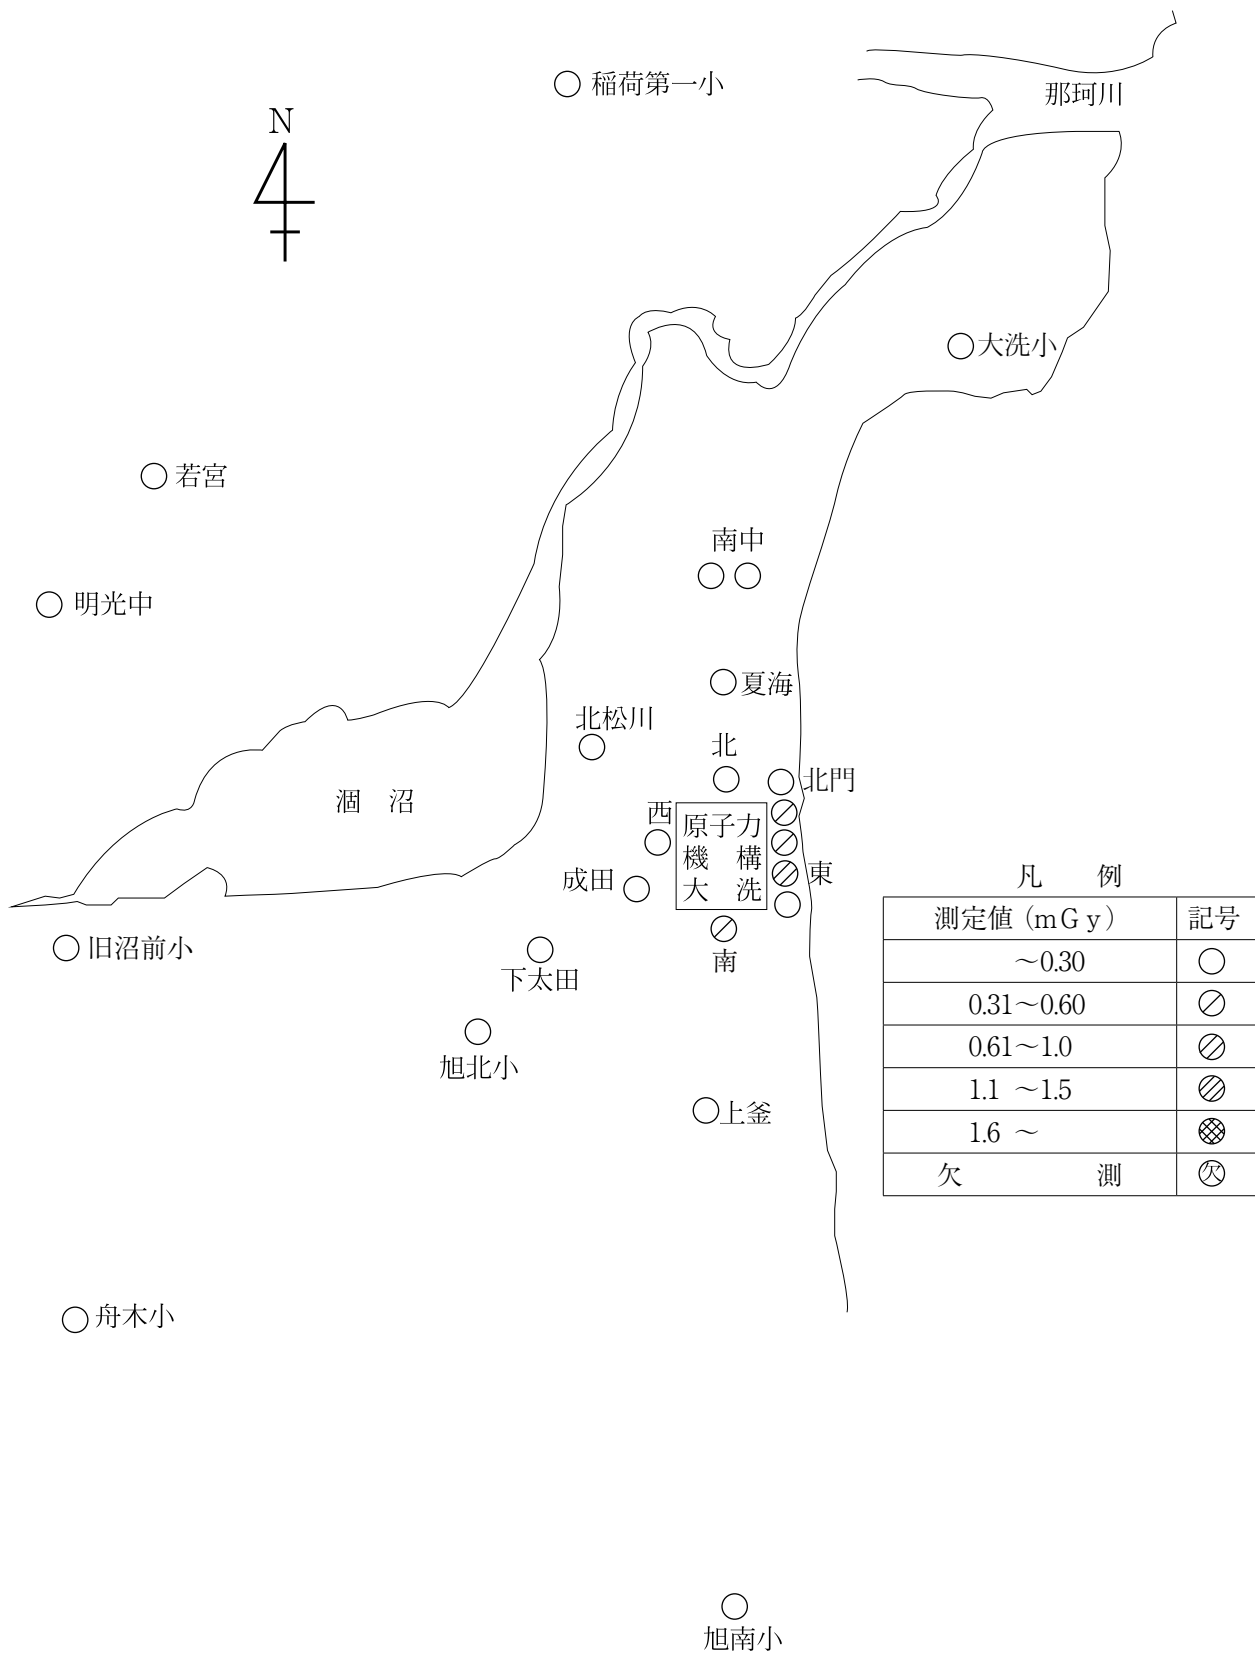 稲荷第一小
那珂川
N
大洗小
若宮
南中
明光中
夏海
北松川
北
北門
涸 沼
西
原子力
機 構
大 洗
東
成田
凡 例
測定値(mGy) 記号
～0.30
0.31～0.60
0.61～1.0
1.1 ～1.5
1.6 ～
欠 測 欠
旧沼前小
南
下太田
旭北小
上釜
舟木小
旭南小